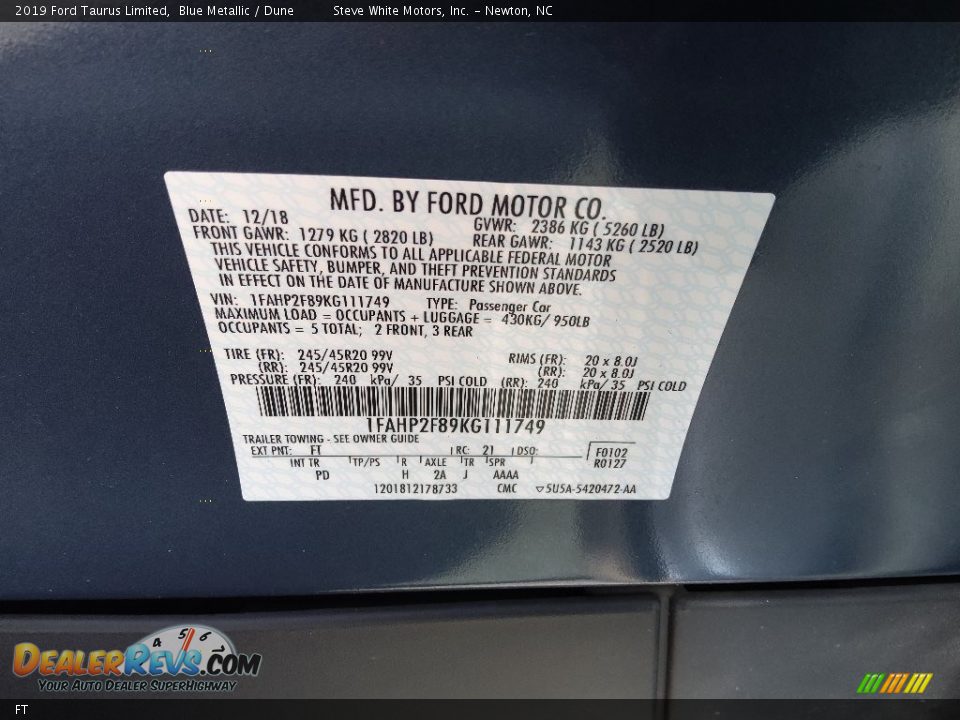 2019 Ford Taurus Limited, Blue Metallic / Dune Steve White Motors, Inc. - Newton, NC
MFD. BY FORD MOTOR CO.
DATE: 12/18 GVWR: 2386 KG ( 5260 LB)
FRONT GAWR: 1279 KG ( 2820 LB) REAR GAWR: 1143 KG ( 2520 LB)
THIS VEHICLE CONFORMS TO ALL APPLICABLE FEDERAL MOTOR
VEHICLE SAFETY, BUMPER, AND THEFT PREVENTION STANDARDS
IN EFFECT ON THE DATE OF MANUFACTURE SHOWN ABOVE.
VIN: 1FAHP2F89KG111749 TYPE: Passenger Car
MAXIMUM LOAD = OCCUPANTS + LUGGAGE = 430KG/ 950LB
OCCUPANTS = 5 TOTAL; 2 FRONT, 3 REAR
TIRE (FR): 245/45R20 99V RIMS (FR): 20 x 8.0J
(RR): 245/45R20 99V (RR): 20 x 8.0J
PRESSURE (FR): 240 kPa/ 35 PSI COLD (RR): 240 kPa/ 35 PSI COLD
1FAHP2F89KG111749
TRAILER TOWING - SEE OWNER GUIDE
EXT PNT: FT RC: 21 DSO: F0102
INT TR TP/PS R AXLE TR SPR R0127
PD H 2A J AAAA
1201812178733 CMC ▽5U5A-5420472-AA
4 5 6
DEALERREVS.COM
YOUR AUTO DEALER SUPERHIGHWAY
FT